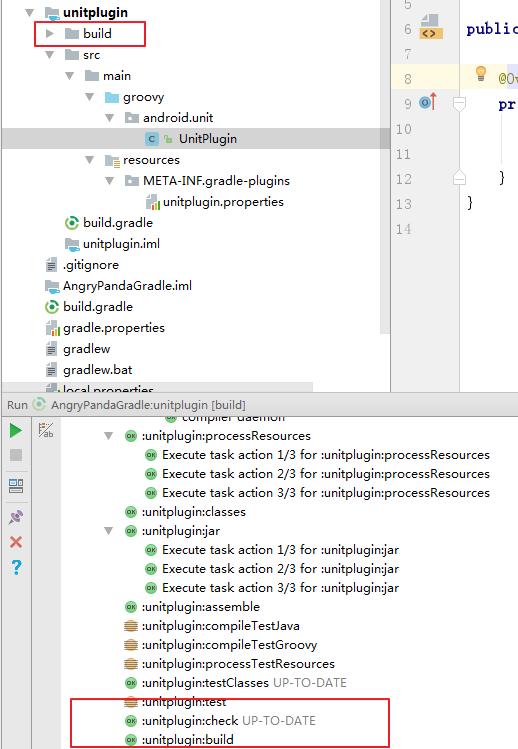 unitplugin
build
src
main
groovy
android.unit
UnitPlugin
resources
META-INF.gradle-plugins
unitplugin.properties
build.gradle
unitplugin.iml
.gitignore
AngryPandaGradle.iml
build.gradle
gradle.properties
gradlew
gradlew.bat
local.properties
5
6 public
7
8 @Ov
9 pr
10
11
12 }
13 }
14
Run AngryPandaGradle:unitplugin [build]
compiler daemon
:unitplugin:processResources
Execute task action 1/3 for :unitplugin:processResources
Execute task action 2/3 for :unitplugin:processResources
Execute task action 3/3 for :unitplugin:processResources
:unitplugin:classes
:unitplugin:jar
Execute task action 1/3 for :unitplugin:jar
Execute task action 2/3 for :unitplugin:jar
Execute task action 3/3 for :unitplugin:jar
:unitplugin:assemble
:unitplugin:compileTestJava
:unitplugin:compileTestGroovy
:unitplugin:processTestResources
:unitplugin:testClasses UP-TO-DATE
:unitplugin:test
:unitplugin:check UP-TO-DATE
:unitplugin:build